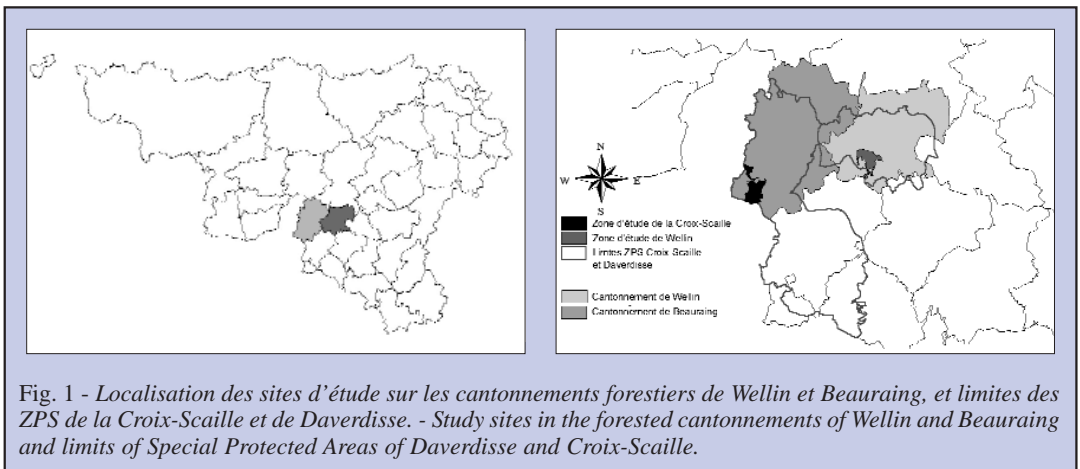 N
W E
S
Zone d'étude de la Croix-Scaille
Zone d'étude de Wellin
Limites ZPS Croix Scaille
et Daverdisse
Cantonnement de Wellin
Cantonnement de Beauraing
Fig. 1 - Localisation des sites d'étude sur les cantonnements forestiers de Wellin et Beauraing, et limites des
ZPS de la Croix-Scaille et de Daverdisse. - Study sites in the forested cantonnements of Wellin and Beauraing
and limits of Special Protected Areas of Daverdisse and Croix-Scaille.